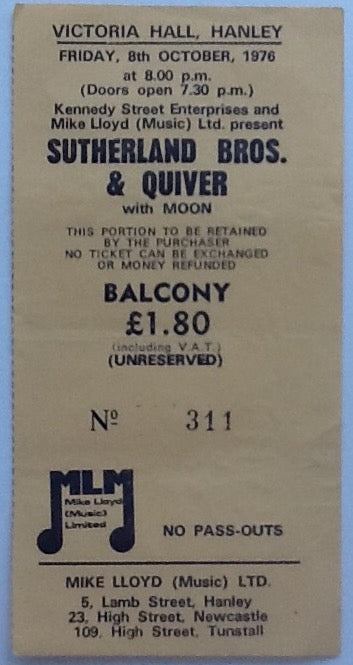 VICTORIA HALL, HANLEY
FRIDAY, 8th OCTOBER, 1976
at 8.00 p.m.
(Doors open 7.30 p.m.)
Kennedy Street Enterprises and
Mike Lloyd (Music) Ltd. present
SUTHERLAND BROS.
& QUIVER
with MOON
THIS PORTION TO BE RETAINED
BY THE PURCHASER
NO TICKET CAN BE EXCHANGED
OR MONEY REFUNDED
BALCONY
£1.80
(including V.A.T.)
(UNRESERVED)
Nº 311
MLM
Mike Lloyd
(Music)
Limited
NO PASS-OUTS
MIKE LLOYD (Music) LTD.
5, Lamb Street, Hanley
23, High Street, Newcastle
109, High Street, Tunstall